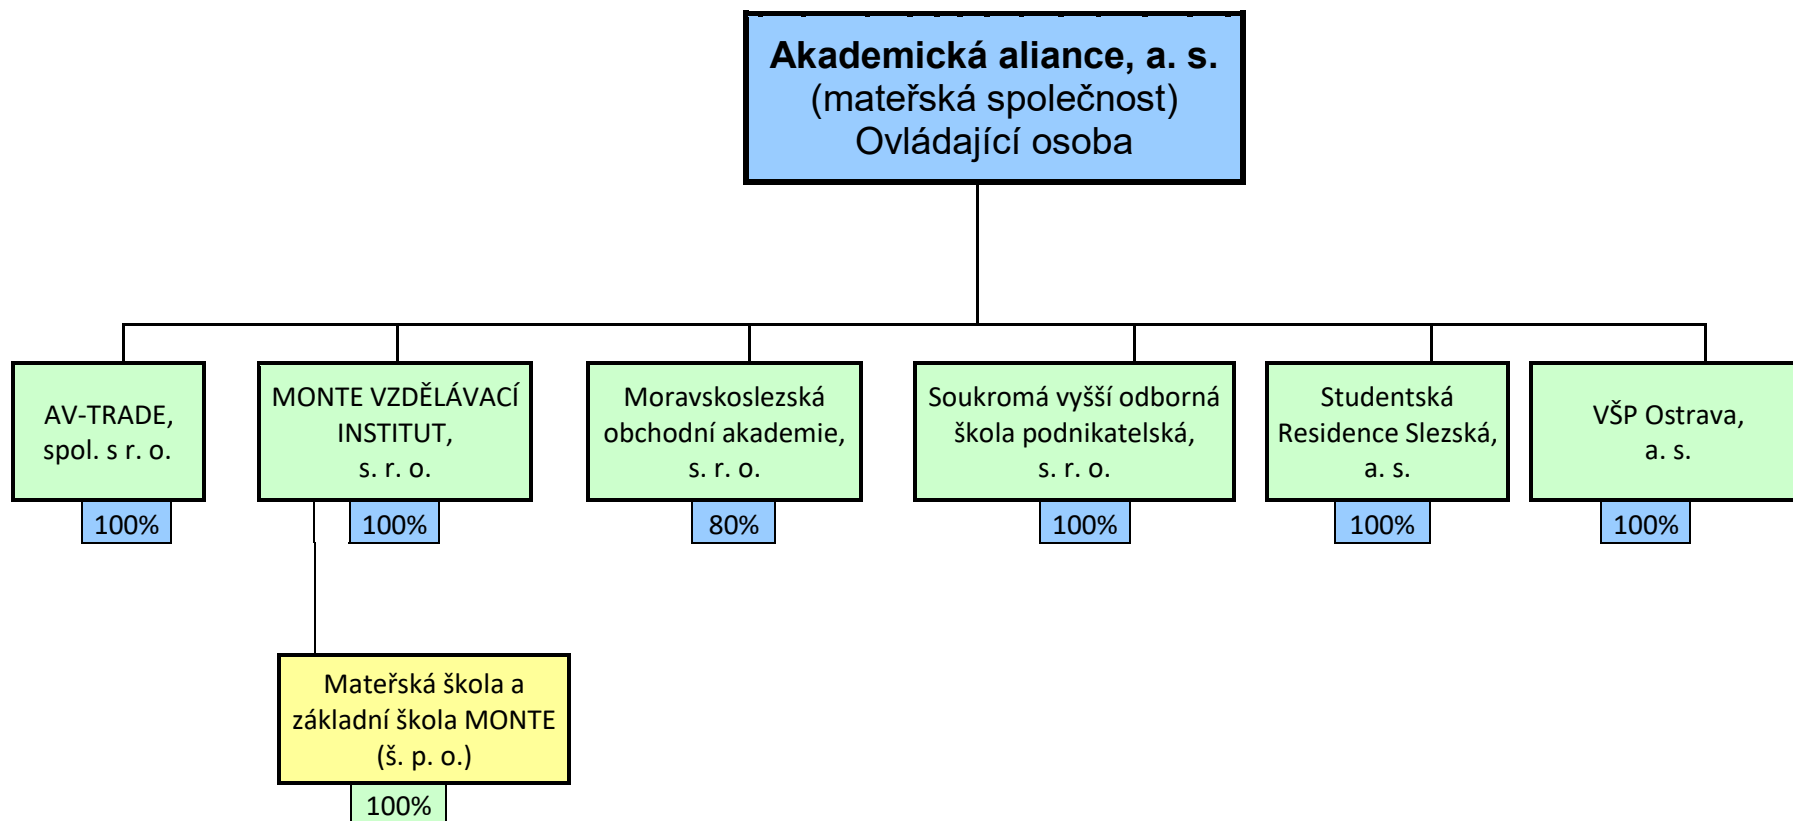 Akademická aliance, a. s.
(mateřská společnost)
Ovládající osoba
AV-TRADE,
spol. s r. o.
100%
MONTE VZDĚLÁVACÍ
INSTITUT,
s. r. o.
100%
Moravskoslezská
obchodní akademie,
s. r. o.
80%
Soukromá vyšší odborná
škola podnikatelská,
s. r. o.
100%
Studentská
Residence Slezská,
a. s.
100%
VŠP Ostrava,
a. s.
100%
Mateřská škola a
základní škola MONTE
(š. p. o.)
100%